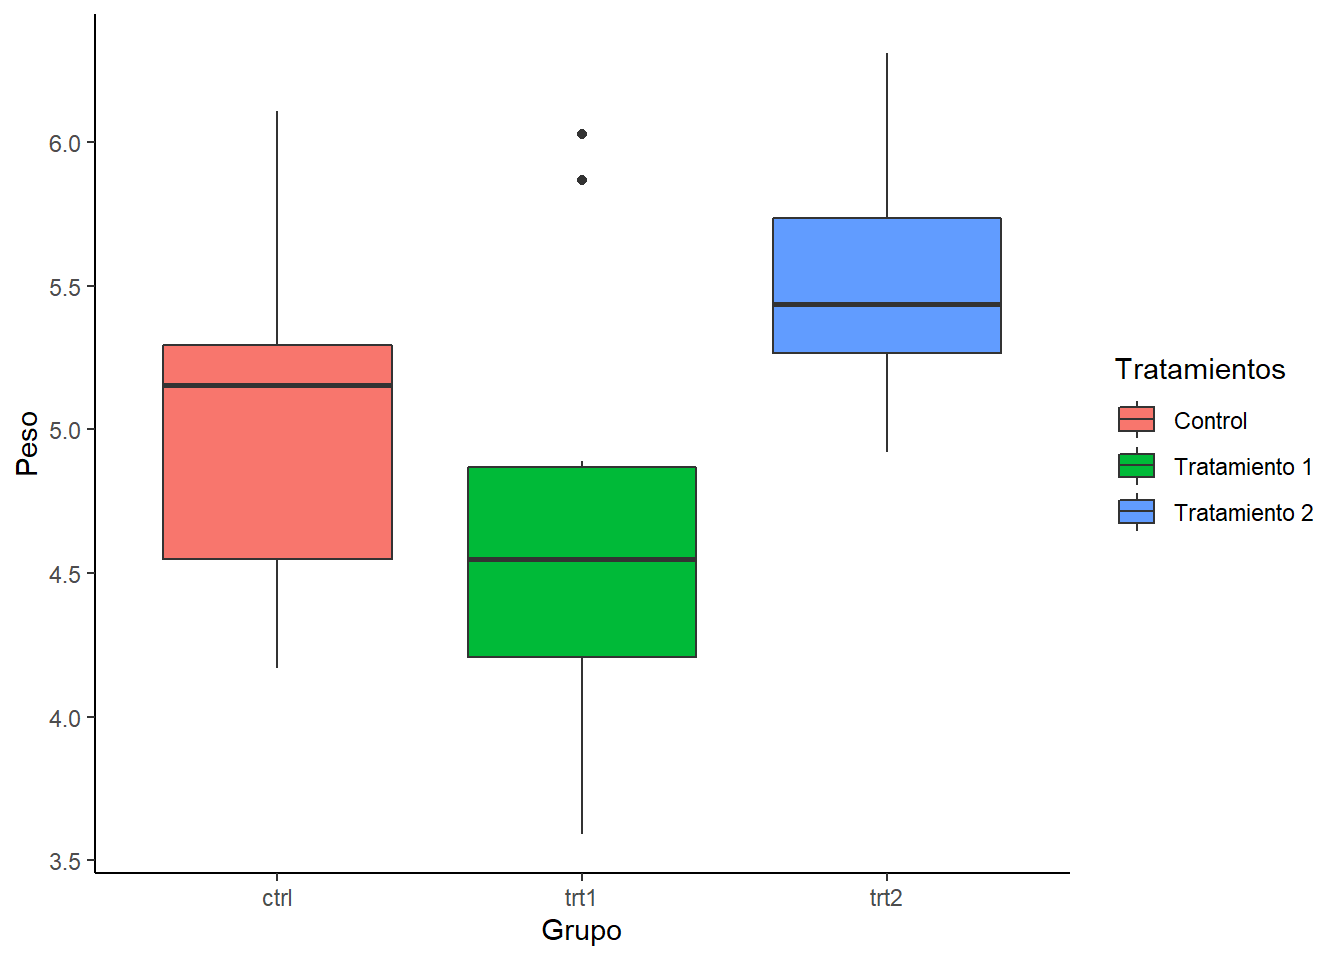 Peso
6.0
5.5
5.0
4.5
4.0
3.5
ctrl
trt1
trt2
Grupo
Tratamientos
Control
Tratamiento 1
Tratamiento 2